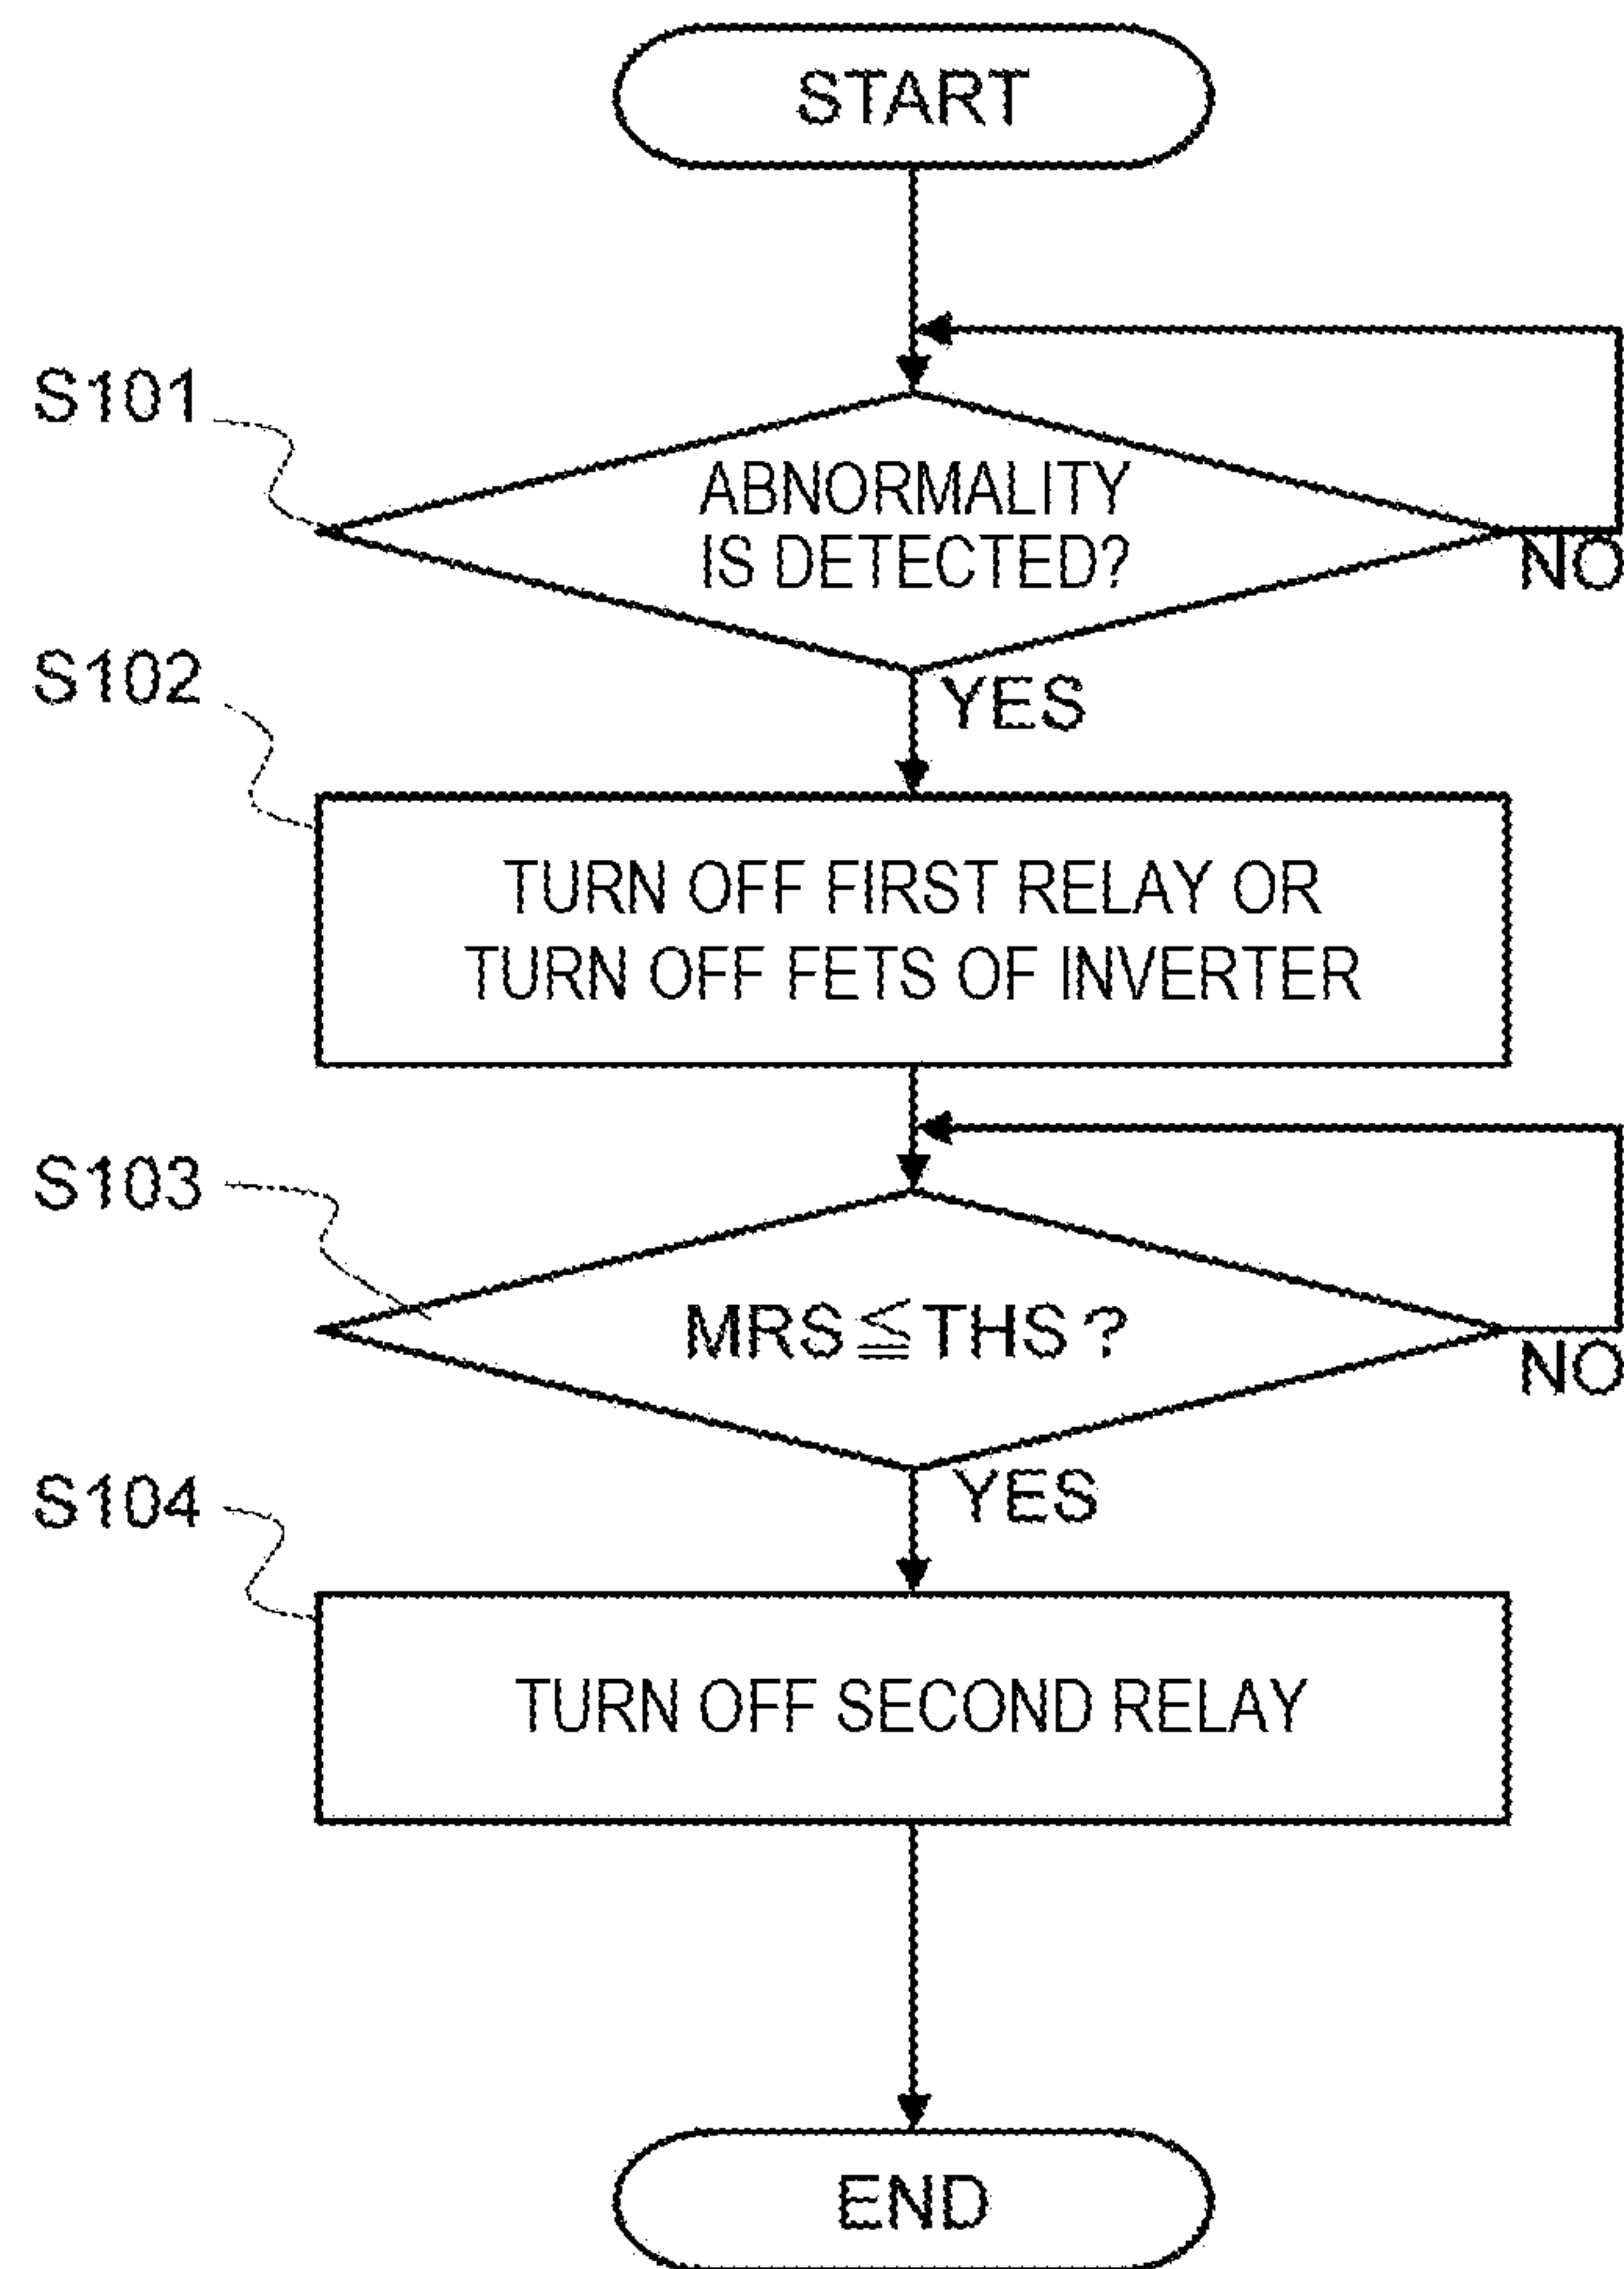 START
S101
ABNORMALITY
IS DETECTED?
NO
S102
YES
TURN OFF FIRST RELAY OR
TURN OFF FETS OF INVERTER
S103
MRS≦THS?
NO
S104
YES
TURN OFF SECOND RELAY
END